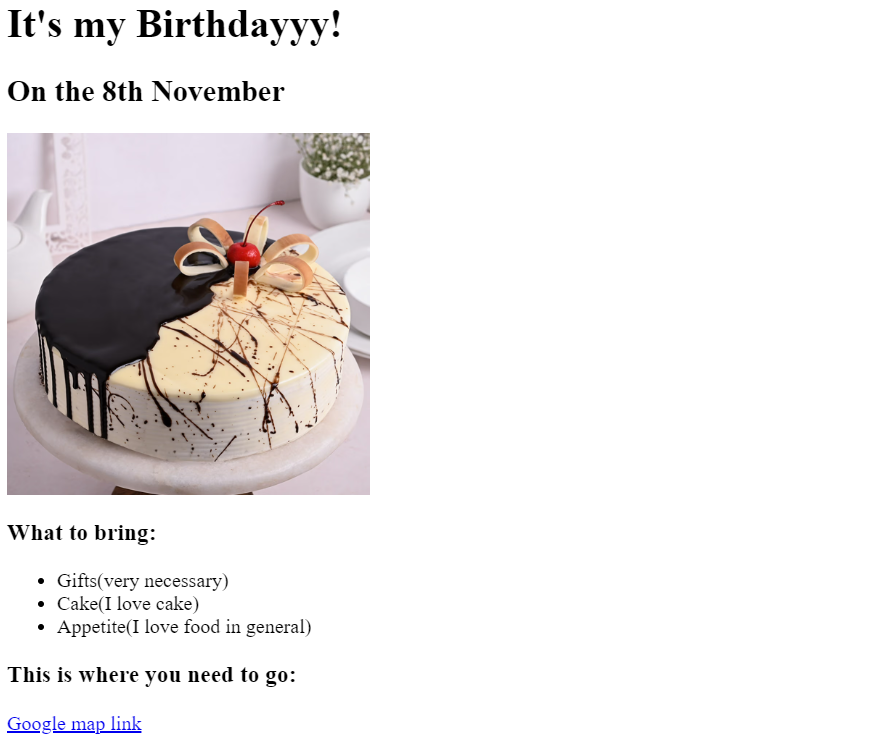 It's my Birthdayyy!
On the 8th November
What to bring:
Gifts(very necessary)
Cake(I love cake)
Appetite(I love food in general)
This is where you need to go:
Google map link